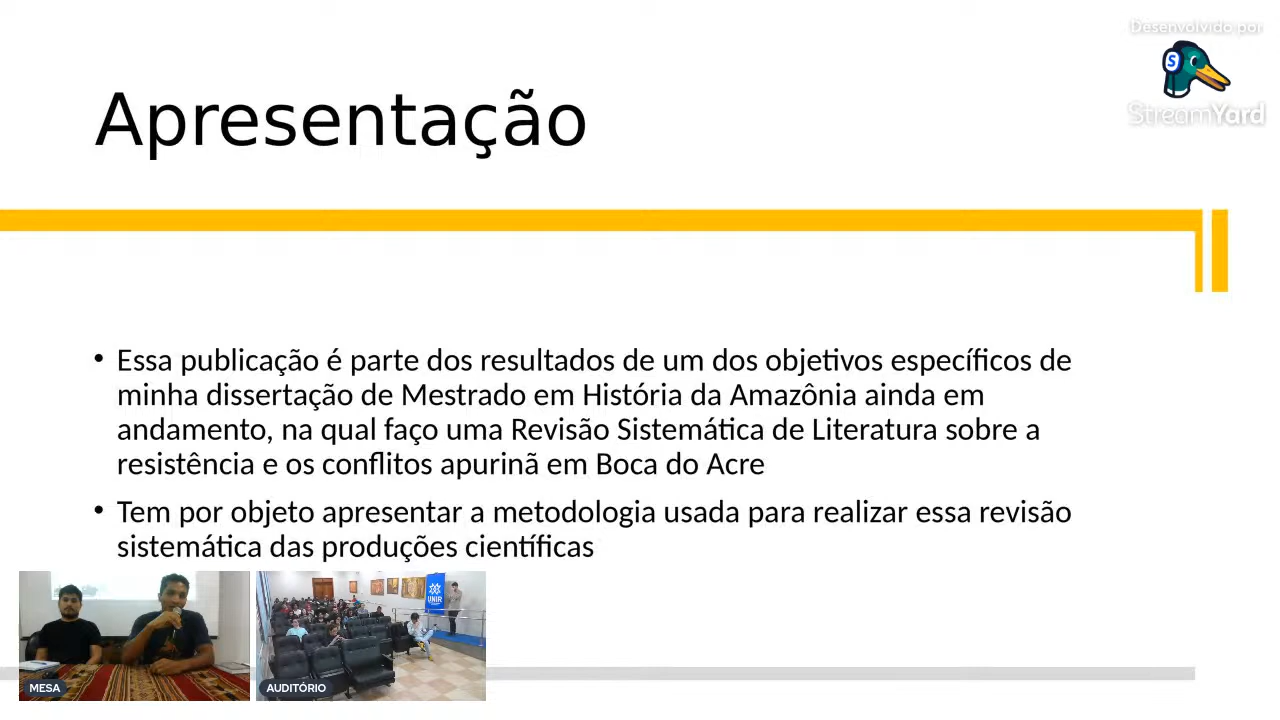 Desenvolvido por
S
StreamYard
Apresentação
• Essa publicação é parte dos resultados de um dos objetivos específicos de
minha dissertação de Mestrado em História da Amazônia ainda em
andamento, na qual faço uma Revisão Sistemática de Literatura sobre a
resistência e os conflitos apurinã em Boca do Acre
• Tem por objeto apresentar a metodologia usada para realizar essa revisão
sistemática das produções científicas
UNIR
MESA
AUDITÓRIO